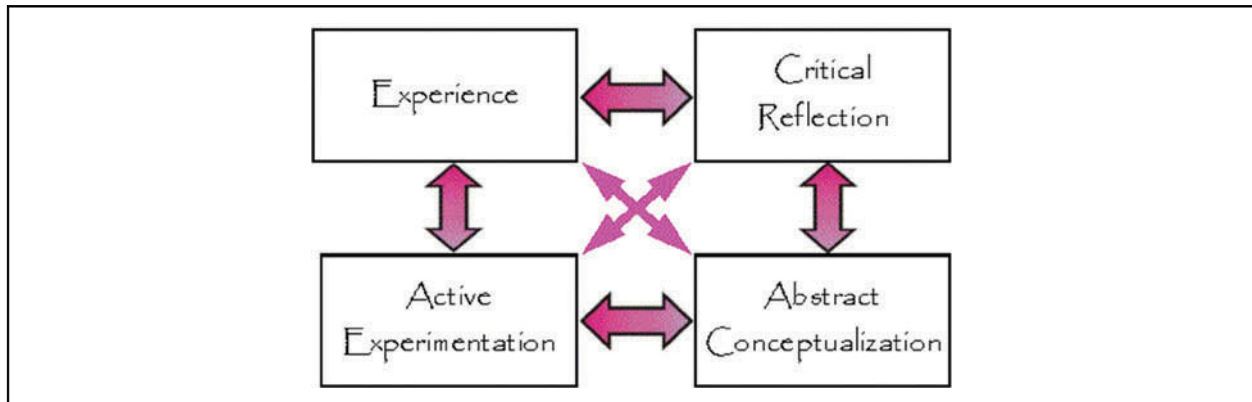 Experience
Critical
Reflection
Active
Experimentation
Abstract
Conceptualization